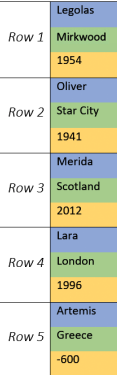 Legolas
Row 1 Mirkwood
1954
Oliver
Row 2 Star City
1941
Merida
Row 3 Scotland
2012
Lara
Row 4 London
1996
Artemis
Row 5 Greece
-600